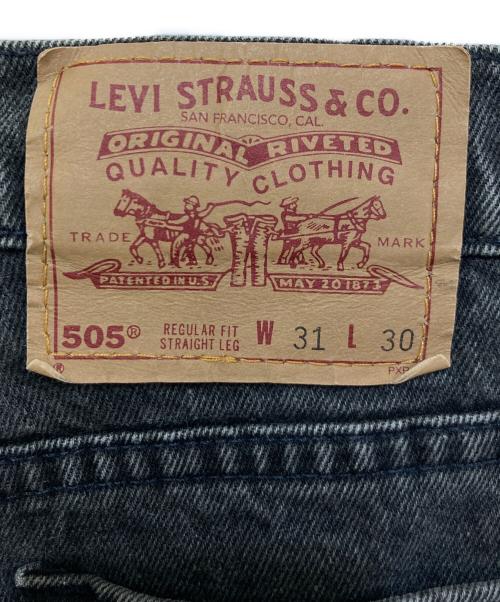 LEVI STRAUSS & CO.
SAN FRANCISCO, CAL.
ORIGINAL RIVETED
QUALITY CLOTHING
TRADE MARK
PATENTED IN U.S. MAY 20 1873
505® REGULAR FIT W 31 L 30
STRAIGHT LEG
®